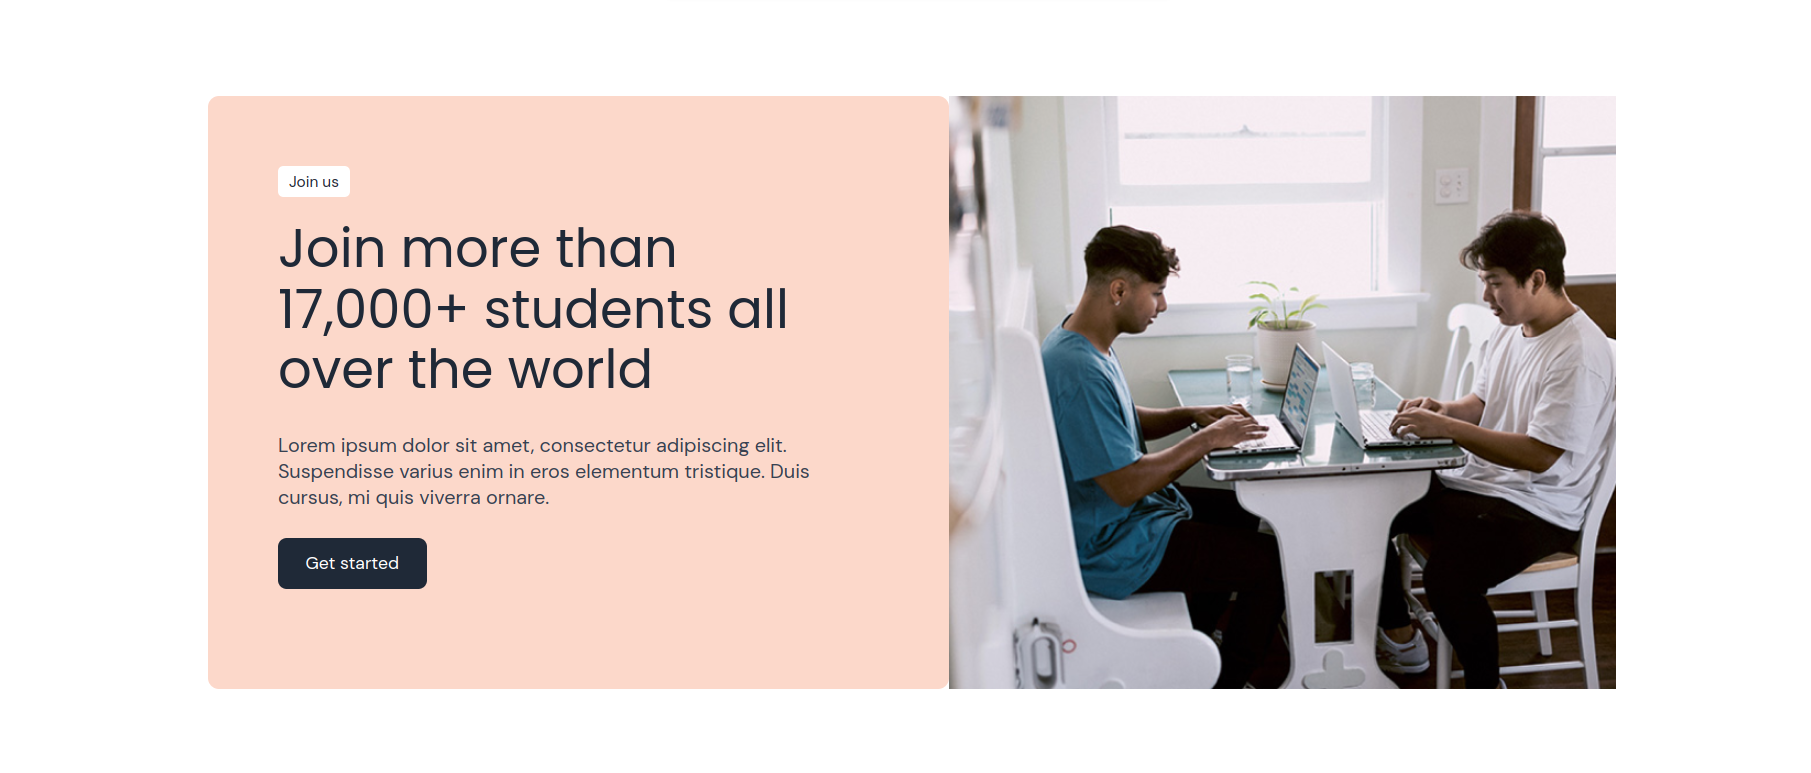 Join us
Join more than
17,000+ students all
over the world
Lorem ipsum dolor sit amet, consectetur adipiscing elit.
Suspendisse varius enim in eros elementum tristique. Duis
cursus, mi quis viverra ornare.
Get started